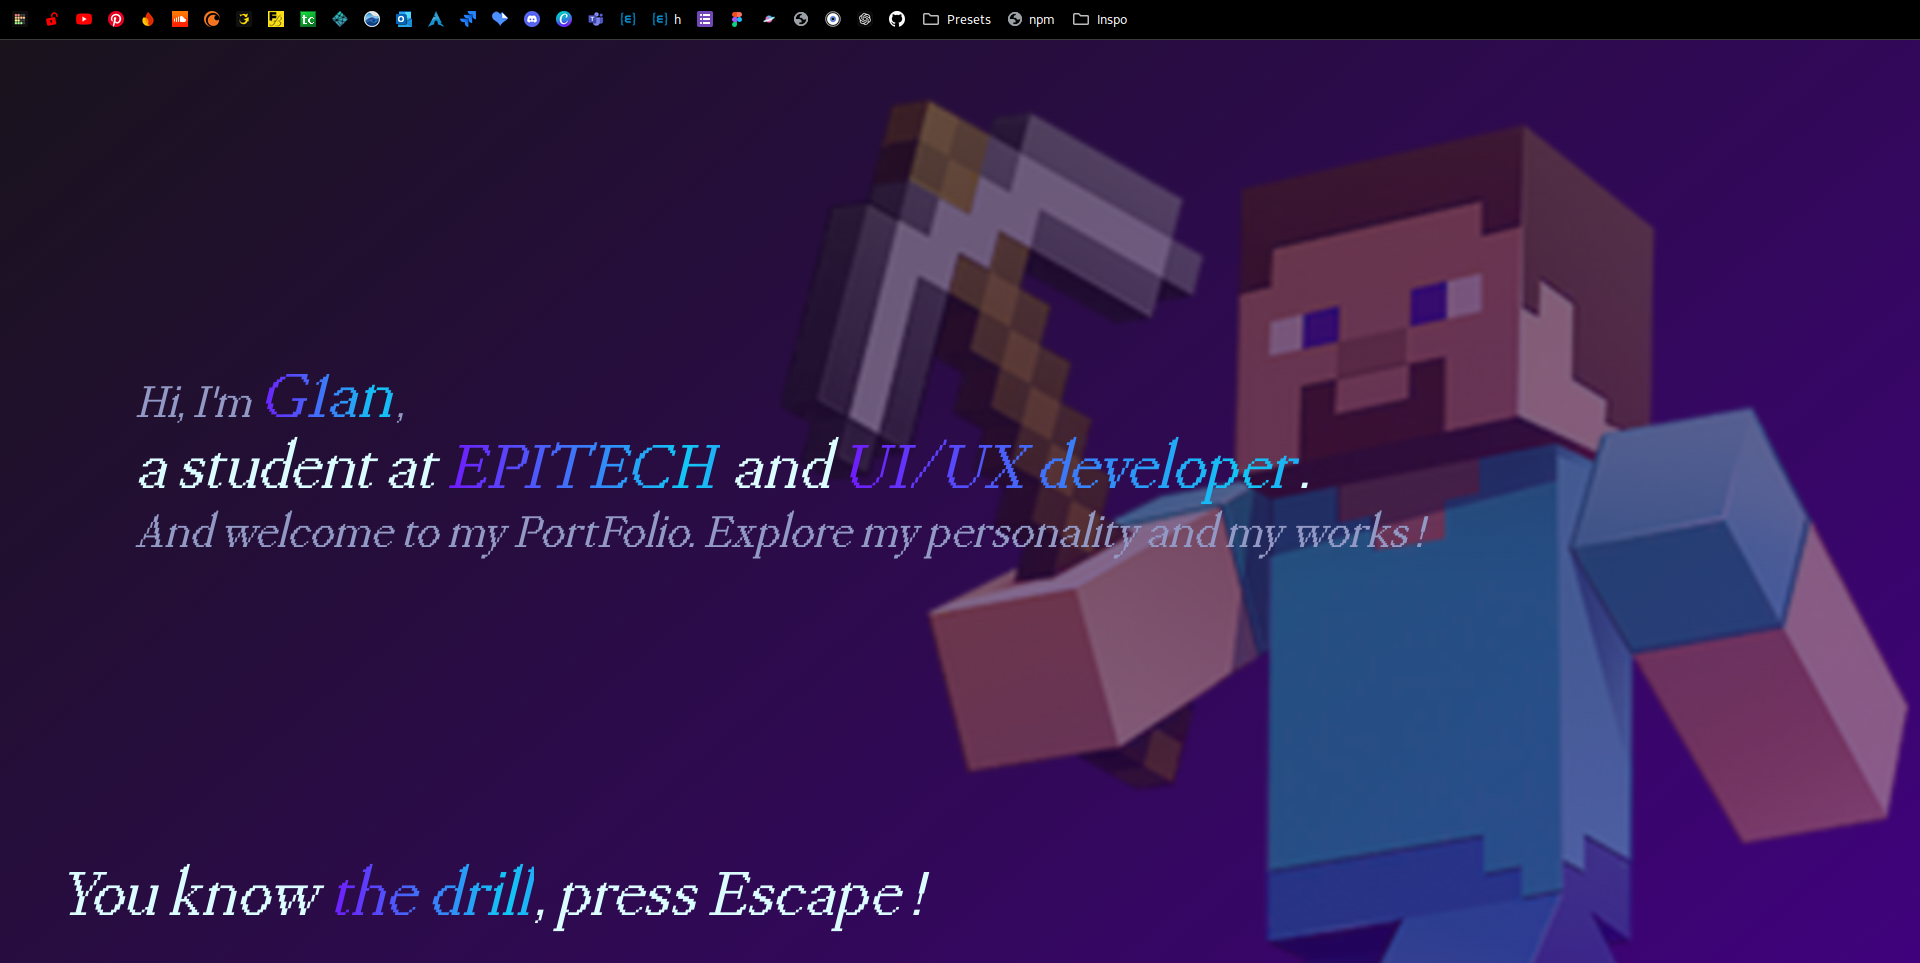 h Presets npm Inspo
Hi, I'm G1an,
a student at EPITECH and UI/UX developer.
And welcome to my PortFolio. Explore my personality and my works !
You know the drill, press Escape !